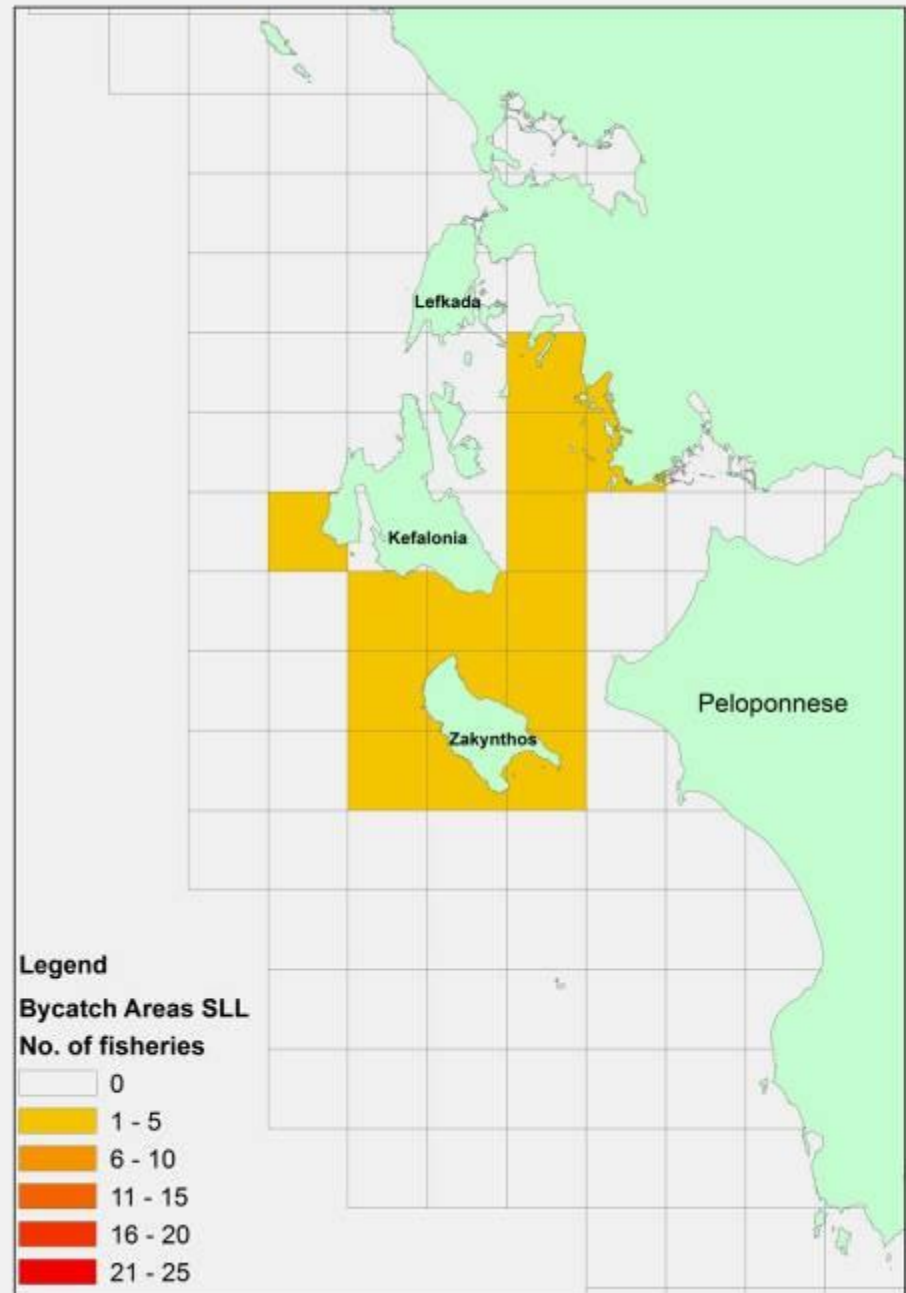 Lefkada
Kefalonia
Peloponnese
Zakynthos
Legend
Bycatch Areas SLL
No. of fisheries
0
1 - 5
6 - 10
11 - 15
16 - 20
21 - 25